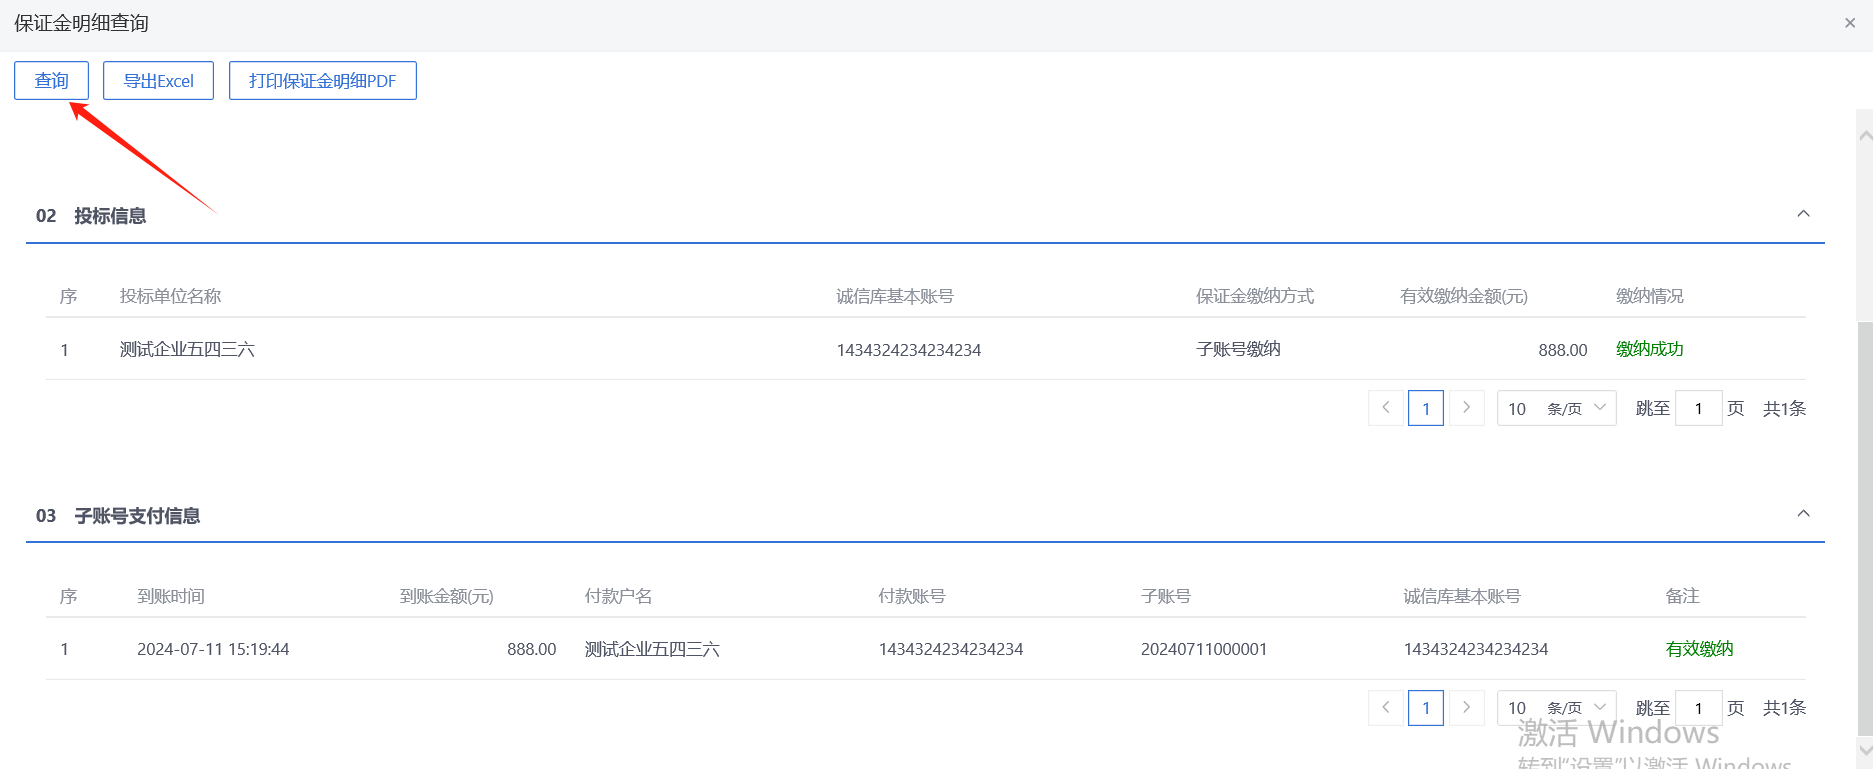 保证金明细查询 ×
查询 导出Excel 打印保证金明细PDF
02 投标信息
序 投标单位名称 诚信库基本账号 保证金缴纳方式 有效缴纳金额(元) 缴纳情况
1 测试企业五四三六 1434324234234234 子账号缴纳 888.00 缴纳成功
1 10 条/页 跳至 1 页 共1条
03 子账号支付信息
序 到账时间 到账金额(元) 付款户名 付款账号 子账号 诚信库基本账号 备注
1 2024-07-11 15:19:44 888.00 测试企业五四三六 1434324234234234 20240711000001 1434324234234234 有效缴纳
1 10 条/页 跳至 1 页 共1条
激活 Windows
转到“设置”以激活 Windows